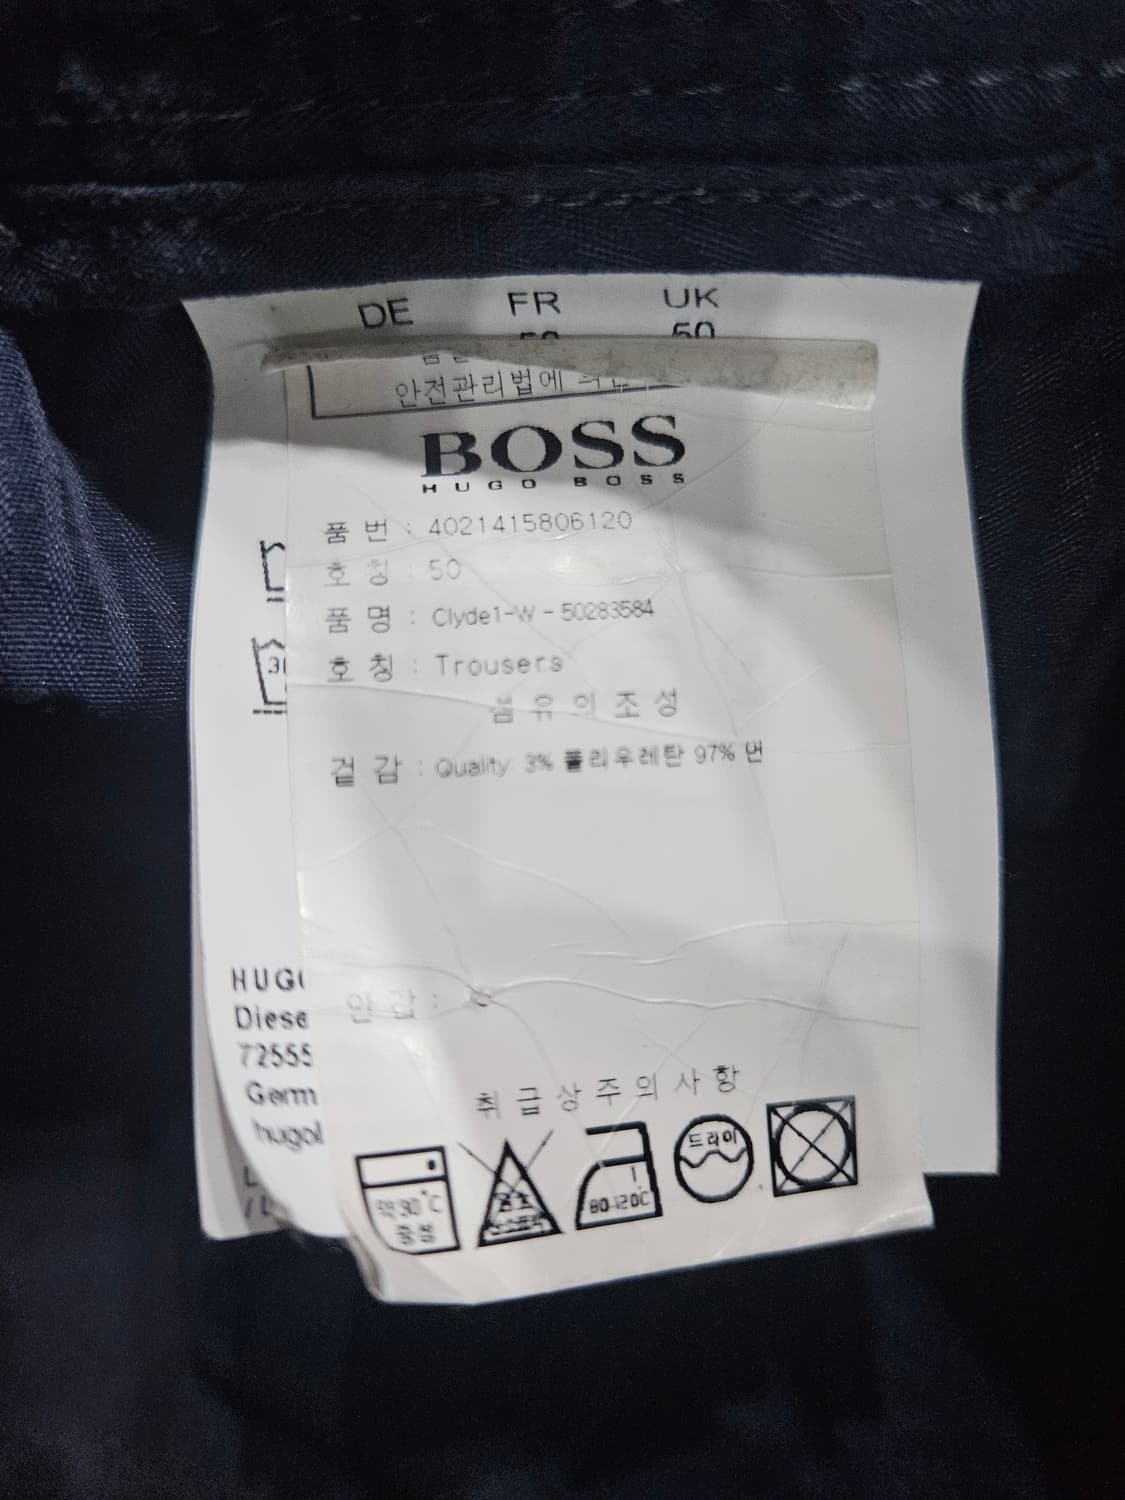 DE FR UK
50 50
안전관리법에
BOSS
HUGO BOSS
품 번 : 4021415806120
호 칭 : 50
품 명 : Clyde1-W - 50283584
호 칭 : Trousers
섬 유 의 조 성
겉 감 : Quality 3% 폴리우레탄 97% 면
안 감 :
취 급 상 주 의 사 항
30℃
중성
80-120℃
드라이
HUG
Diese
72555
Germ
hugo